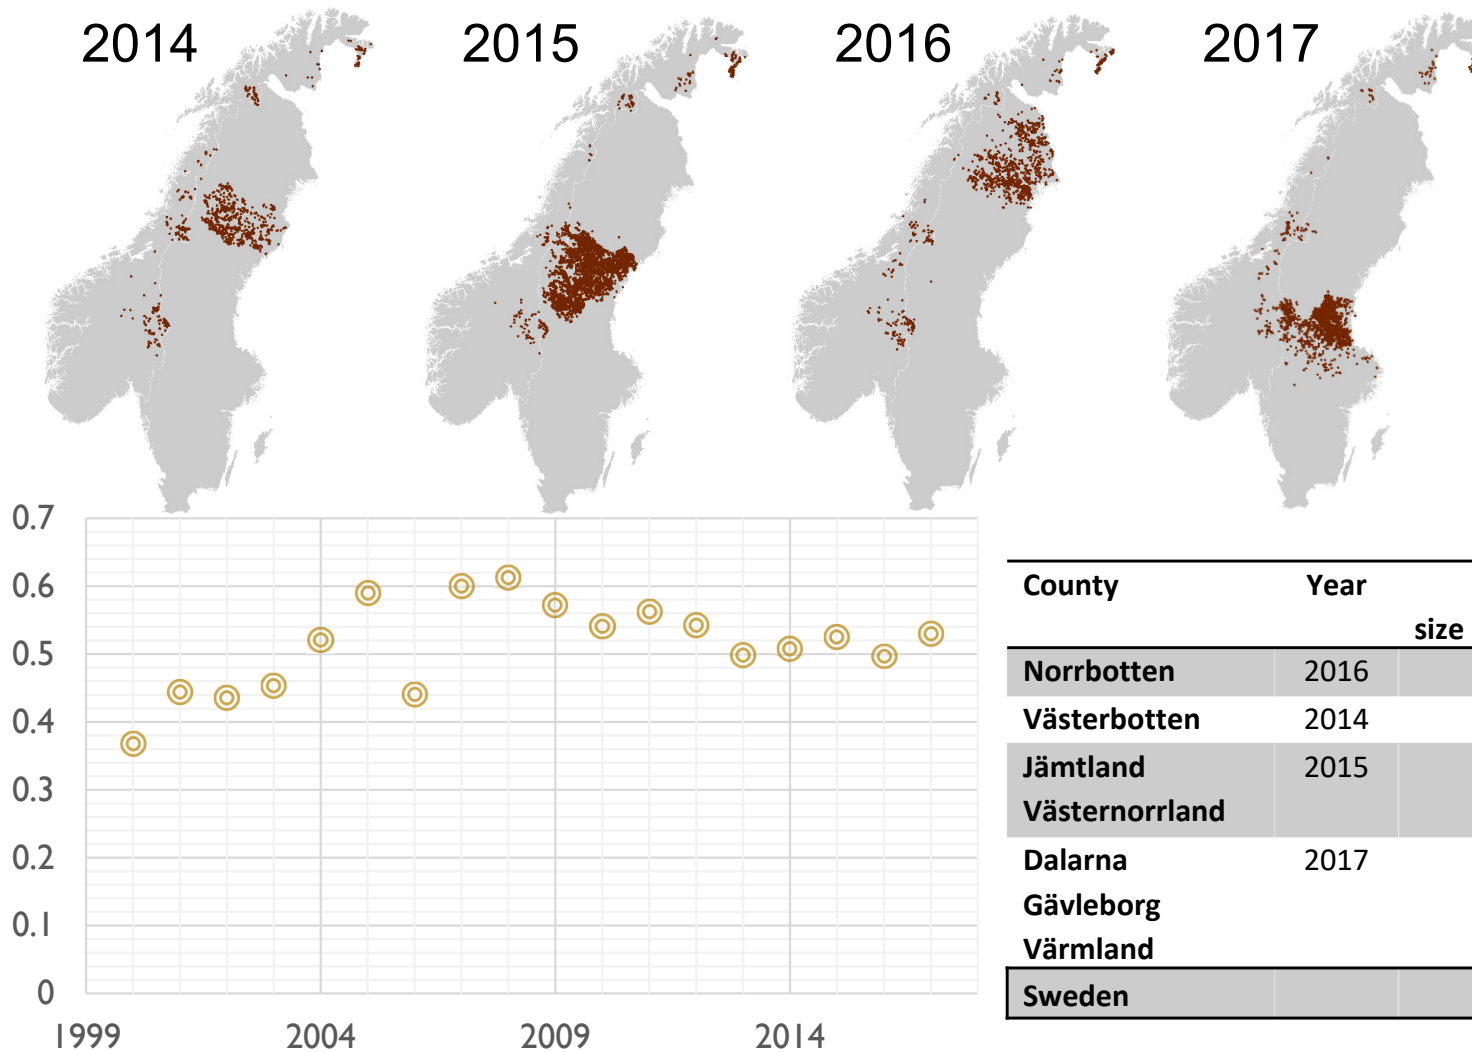 2014
2015
2016
2017
0.7
0.6
0.5
0.4
0.3
0.2
0.1
0
1999
2004
2009
2014
County Year
size
Norrbotten 2016
Västerbotten 2014
Jämtland 2015
Västernorrland
Dalarna 2017
Gävleborg
Värmland
Sweden